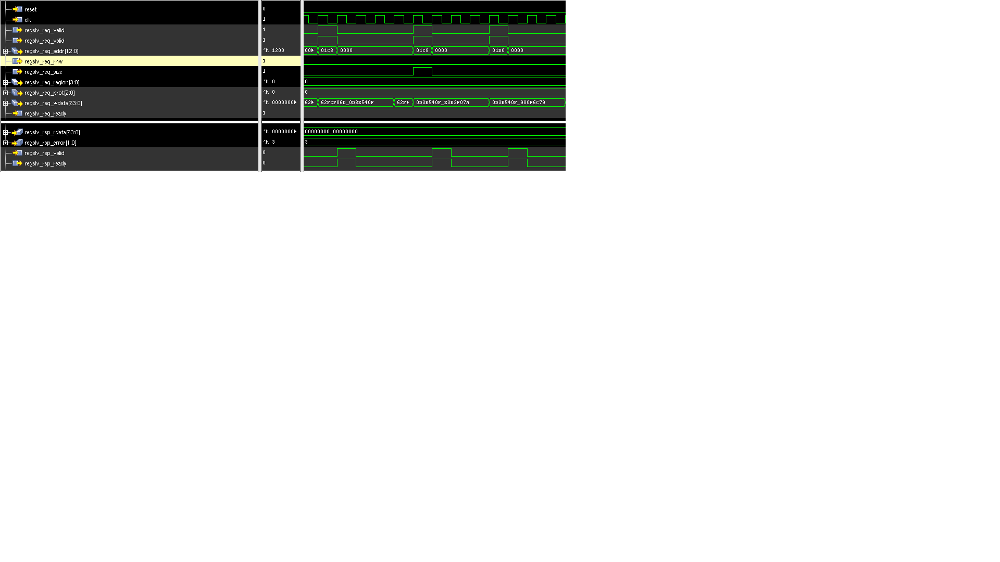 reset 0
clk 1
regslv_req_valid 1
regslv_req_valid 1
regslv_req_addr[12:0] 'h 1200 00 01C8 0000 01C8 0000 01D0 0000
regslv_req_rnw 1
regslv_req_size 1
regslv_req_region[3:0] 'h 0 0
regslv_req_prot[2:0] 'h 0 0
regslv_req_wdata[63:0] 'h 0000000 62 62FCF06D_0D3E540F 62F 0D3E540F_E3E3F07A 0D3E540F_980F6C79
regslv_req_ready 1
regslv_rsp_rdata[63:0] 'h 0000000 00000000_00000000
regslv_rsp_error[1:0] 'h 3 3
regslv_rsp_valid 0
regslv_rsp_ready 0